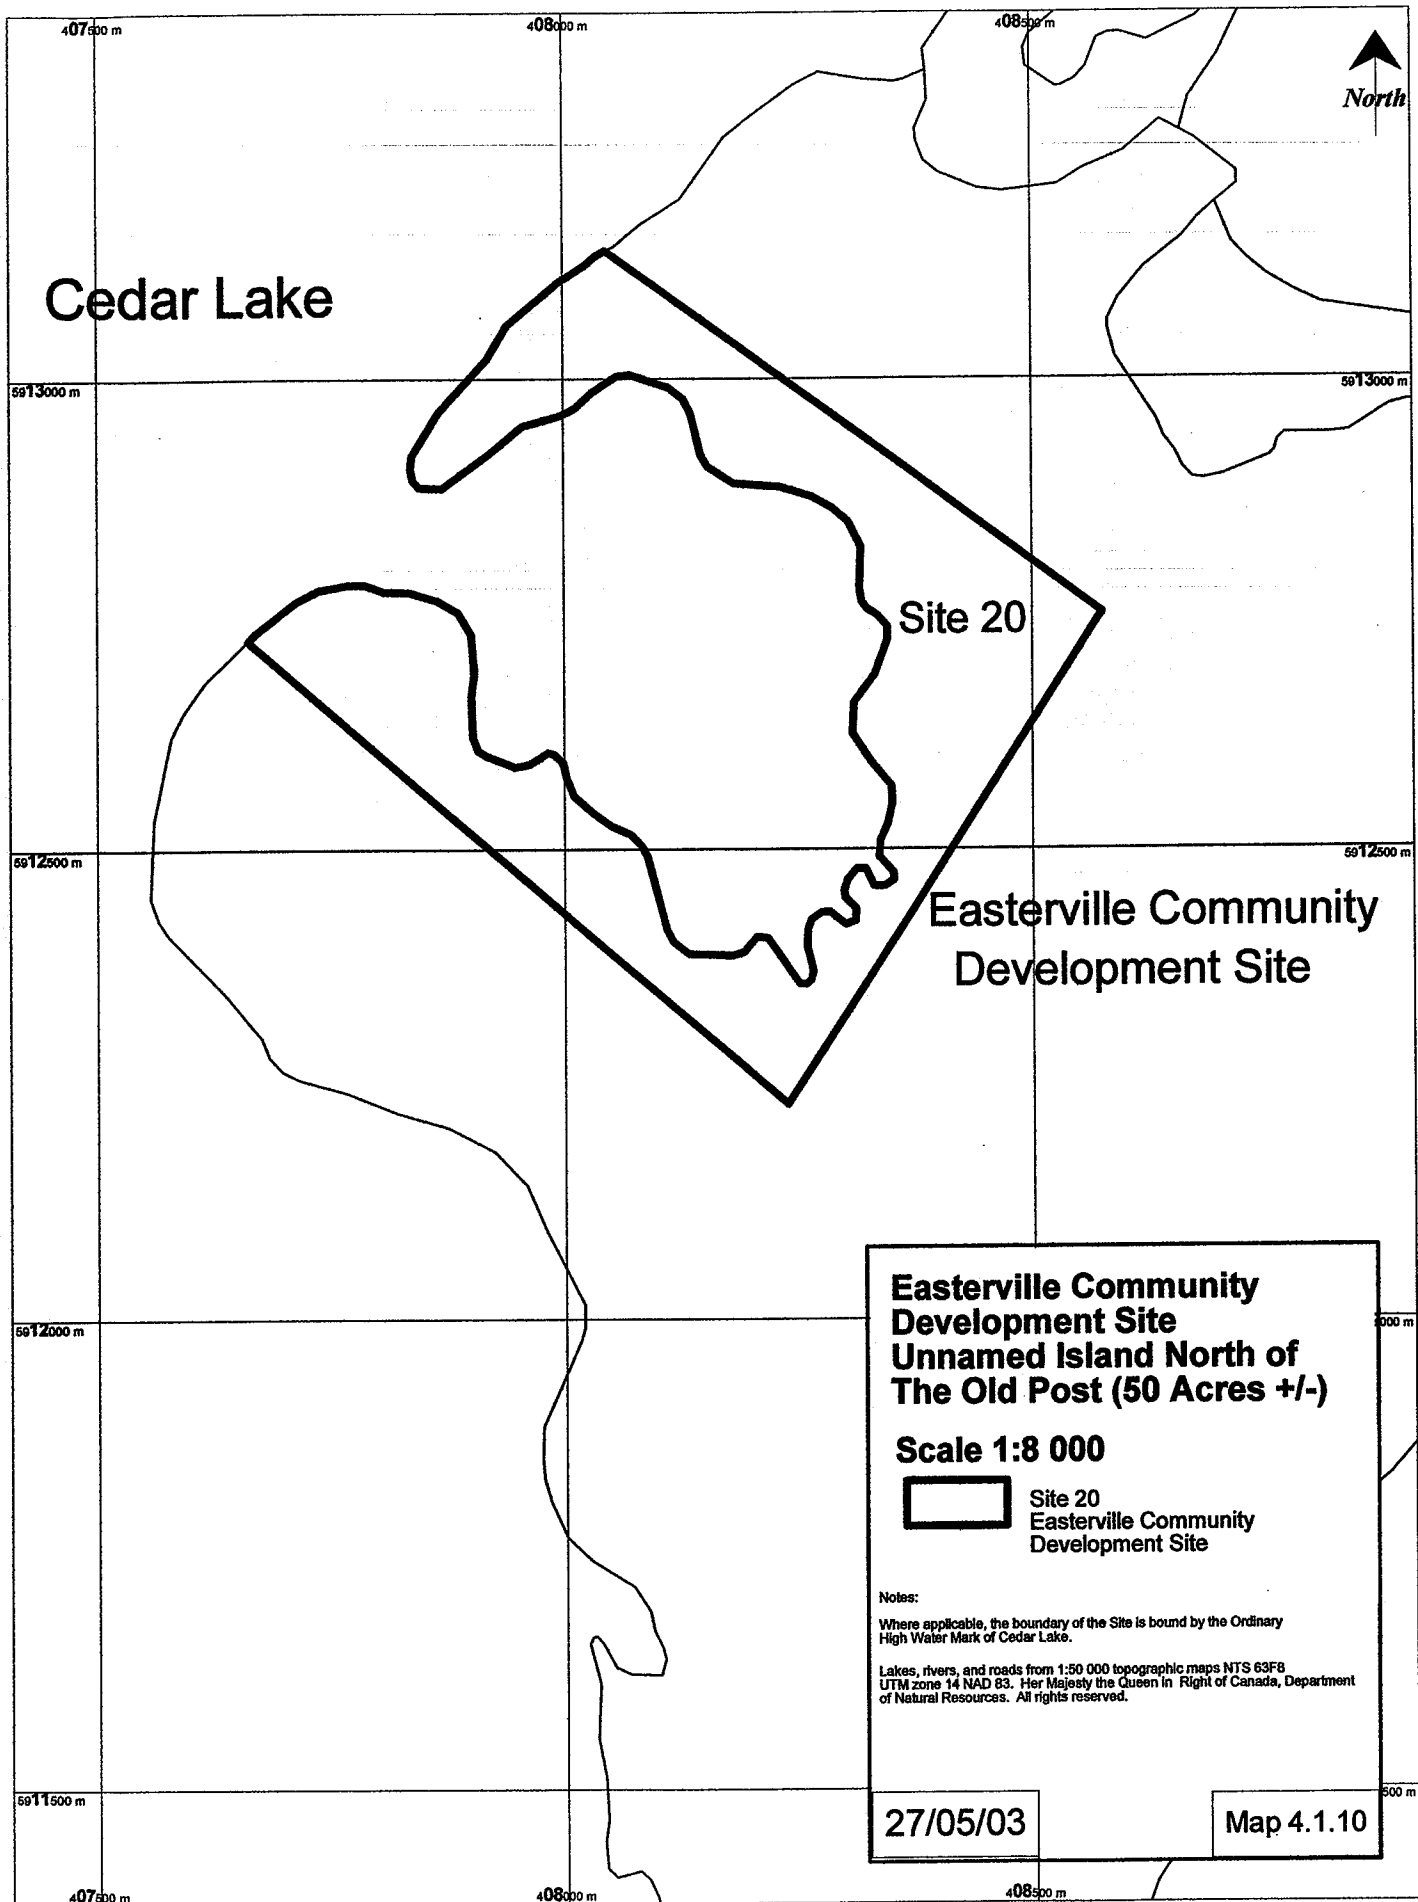 407500 m
408000 m
408500 m
North
Cedar Lake
5913000 m
5913000 m
Site 20
5912500 m
5912500 m
Easterville Community
Development Site
5912000 m
000 m
Easterville Community
Development Site
Unnamed Island North of
The Old Post (50 Acres +/-)
Scale 1:8 000
Site 20
Easterville Community
Development Site
Notes:
Where applicable, the boundary of the Site is bound by the Ordinary
High Water Mark of Cedar Lake.
Lakes, rivers, and roads from 1:50 000 topographic maps NTS 63F8
UTM zone 14 NAD 83. Her Majesty the Queen in Right of Canada, Department
of Natural Resources. All rights reserved.
5911500 m
500 m
27/05/03
Map 4.1.10
407500 m
408000 m
408500 m